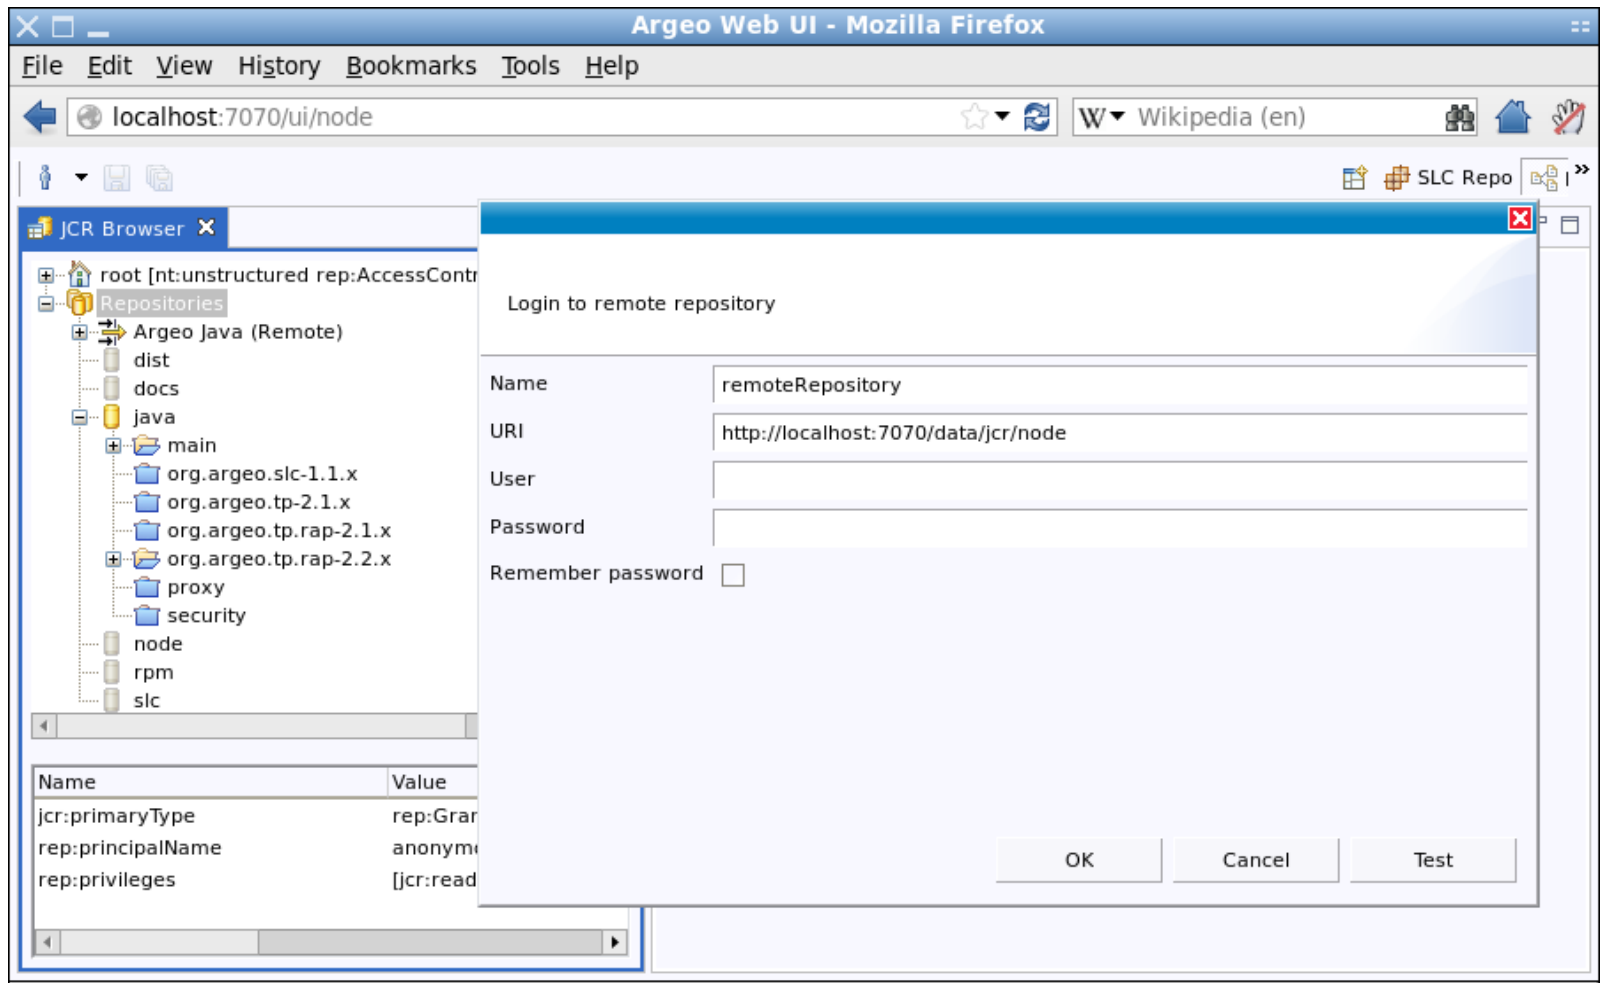 Argeo Web UI - Mozilla Firefox
File Edit View History Bookmarks Tools Help
localhost:7070/ui/node
W Wikipedia (en)
SLC Repo
JCR Browser
root [nt:unstructured rep:AccessContr
Repositories
Argeo Java (Remote)
dist
docs
java
main
org.argeo.slc-1.1.x
org.argeo.tp-2.1.x
org.argeo.tp.rap-2.1.x
org.argeo.tp.rap-2.2.x
proxy
security
node
rpm
slc
Name Value
jcr:primaryType rep:Gran
rep:principalName anonym
rep:privileges [jcr:read
Login to remote repository
Name remoteRepository
URI http://localhost:7070/data/jcr/node
User
Password
Remember password
OK Cancel Test